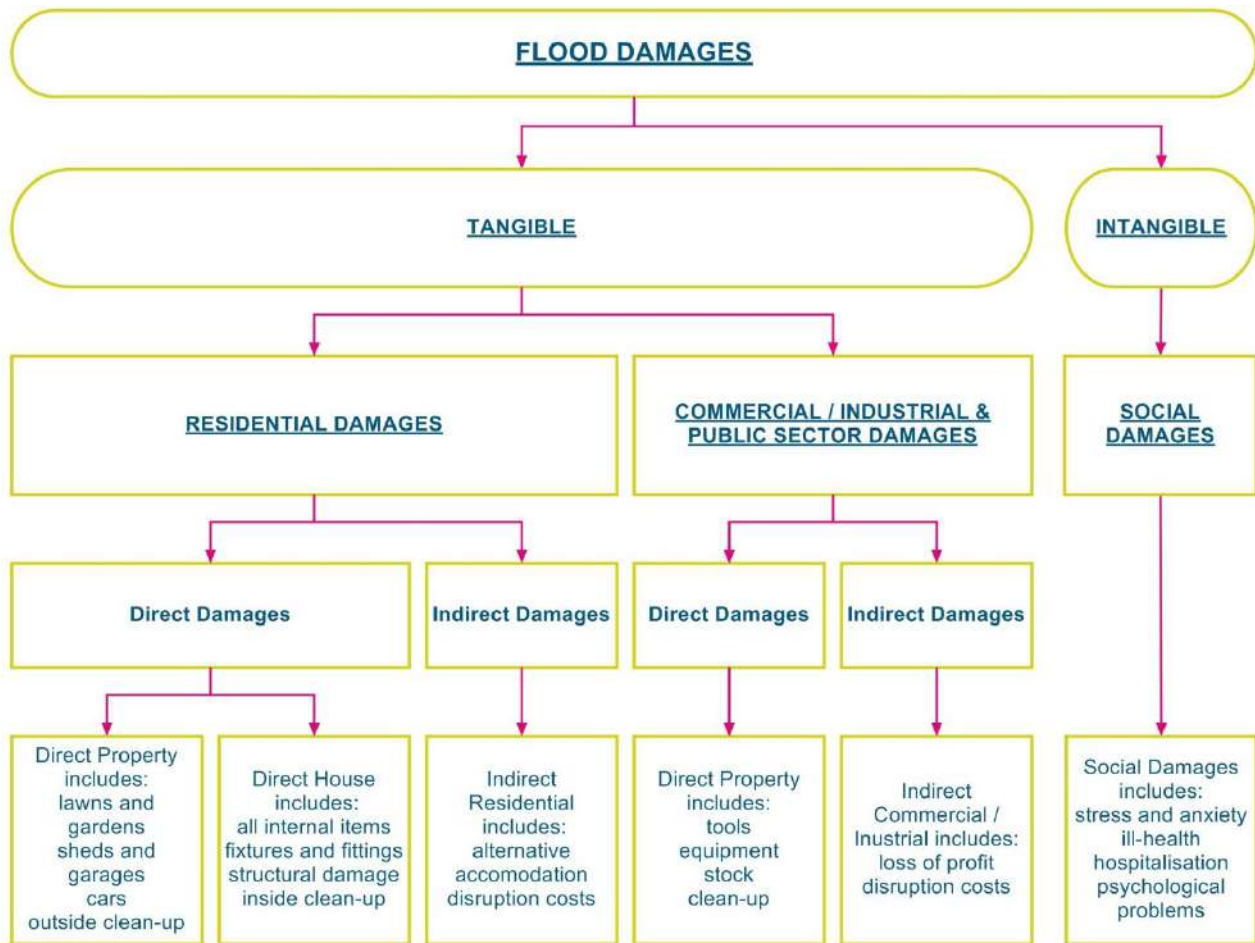 FLOOD DAMAGES
TANGIBLE
INTANGIBLE
RESIDENTIAL DAMAGES
COMMERCIAL / INDUSTRIAL &
PUBLIC SECTOR DAMAGES
SOCIAL
DAMAGES
Direct Damages
Indirect Damages
Direct Damages
Indirect Damages
Direct Property
includes:
lawns and
gardens
sheds and
garages
cars
outside clean-up
Direct House
includes:
all internal items
fixtures and fittings
structural damage
inside clean-up
Indirect
Residential
includes:
alternative
accomodation
disruption costs
Direct Property
includes:
tools
equipment
stock
clean-up
Indirect
Commercial /
Inustrial includes:
loss of profit
disruption costs
Social Damages
includes:
stress and anxiety
ill-health
hospitalisation
psychological
problems